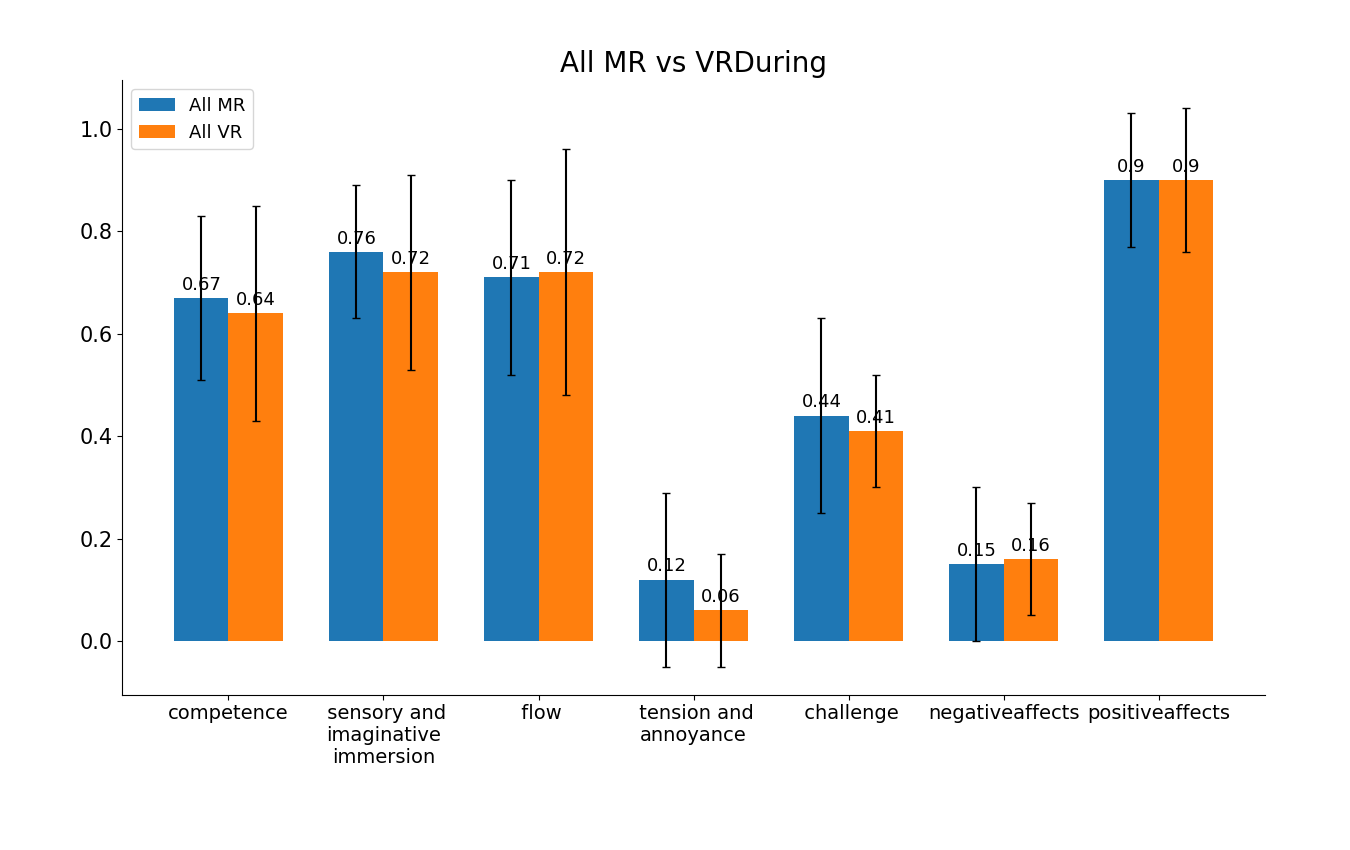 All MR vs VRDuring
All MR
All VR
1.0
0.8
0.6
0.4
0.2
0.0
0.67
0.64
0.76
0.72
0.71
0.72
0.12
0.06
0.44
0.41
0.15
0.16
0.9
0.9
competence
sensory and
imaginative
immersion
flow
tension and
annoyance
challenge
negativeaffects
positiveaffects